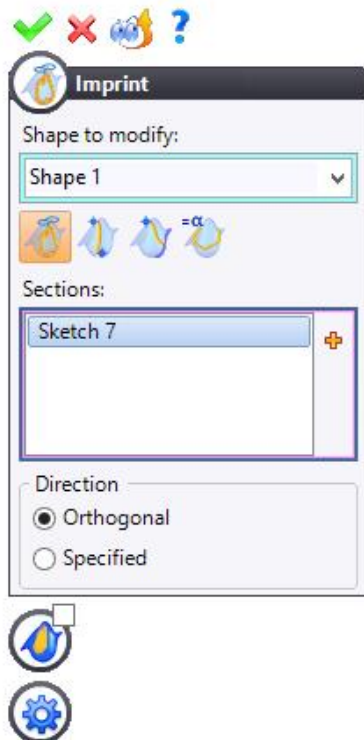 ?
Imprint
Shape to modify:
Shape 1
=α
Sections:
Sketch 7
Direction
Orthogonal
Specified